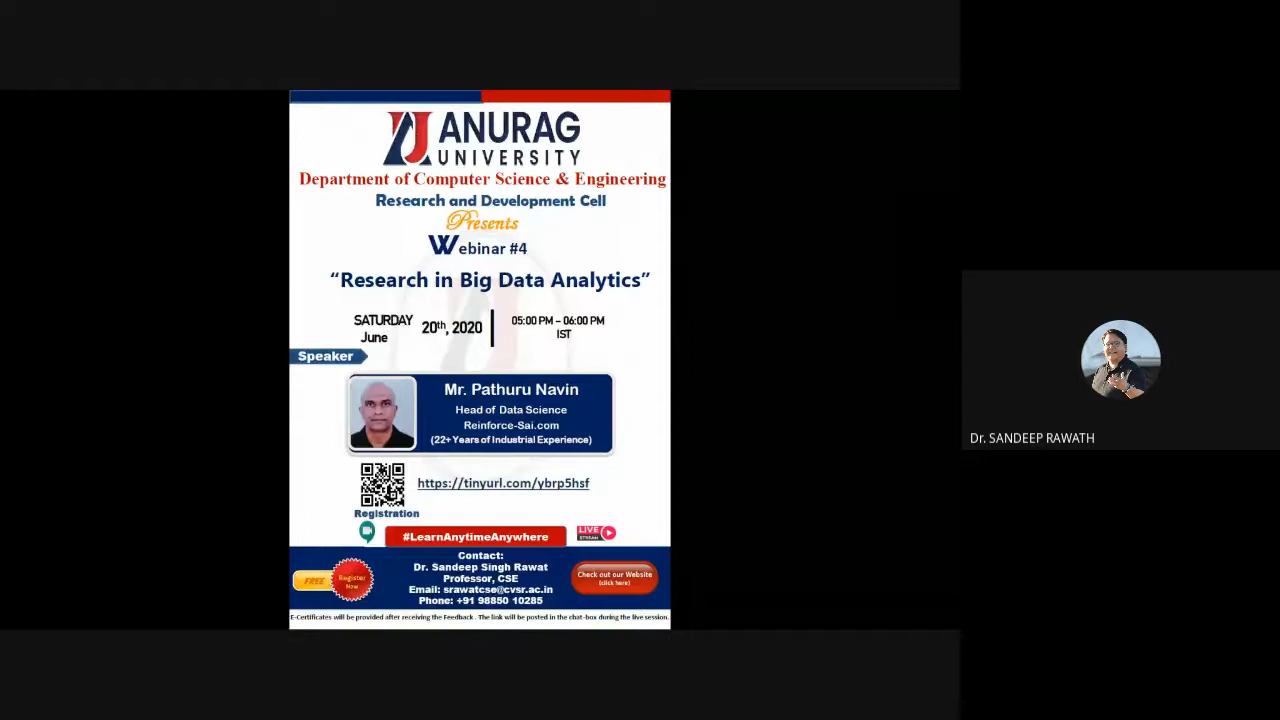 ANURAG
UNIVERSITY
Department of Computer Science & Engineering
Research and Development Cell
Presents
Webinar #4
“Research in Big Data Analytics”
SATURDAY
June
20th, 2020
05:00 PM – 06:00 PM
IST
Speaker
Mr. Pathuru Navin
Head of Data Science
Reinforce-Sai.com
(22+ Years of Industrial Experience)
https://tinyurl.com/ybrp5hsf
Registration
#LearnAnytimeAnywhere
LIVE
STREAM
FREE
Register
Now
Contact:
Dr. Sandeep Singh Rawat
Professor, CSE
Email: srawatcse@cvsr.ac.in
Phone: +91 98850 10285
Check out our Website
(click here)
E-Certificates will be provided after receiving the Feedback . The link will be posted in the chat-box during the live session.
Dr. SANDEEP RAWATH